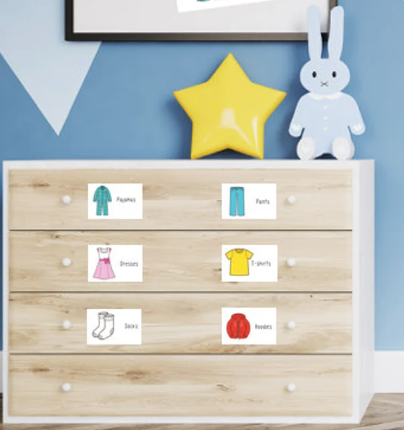 Pajamas
Pants
Dresses
T-shirts
Socks
Hoodies